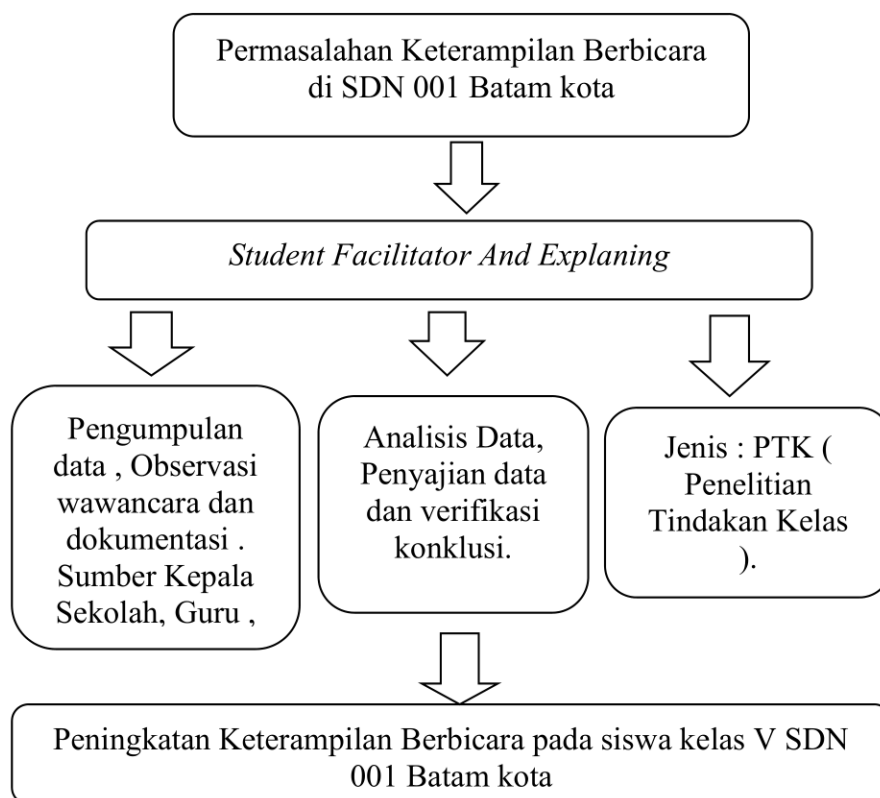 Permasalahan Keterampilan Berbicara
di SDN 001 Batam kota
Student Facilitator And Explaning
Pengumpulan
data , Observasi
wawancara dan
dokumentasi .
Sumber Kepala
Sekolah, Guru ,
Analisis Data,
Penyajian data
dan verifikasi
konklusi.
Jenis : PTK (
Penelitian
Tindakan Kelas
).
Peningkatan Keterampilan Berbicara pada siswa kelas V SDN
001 Batam kota